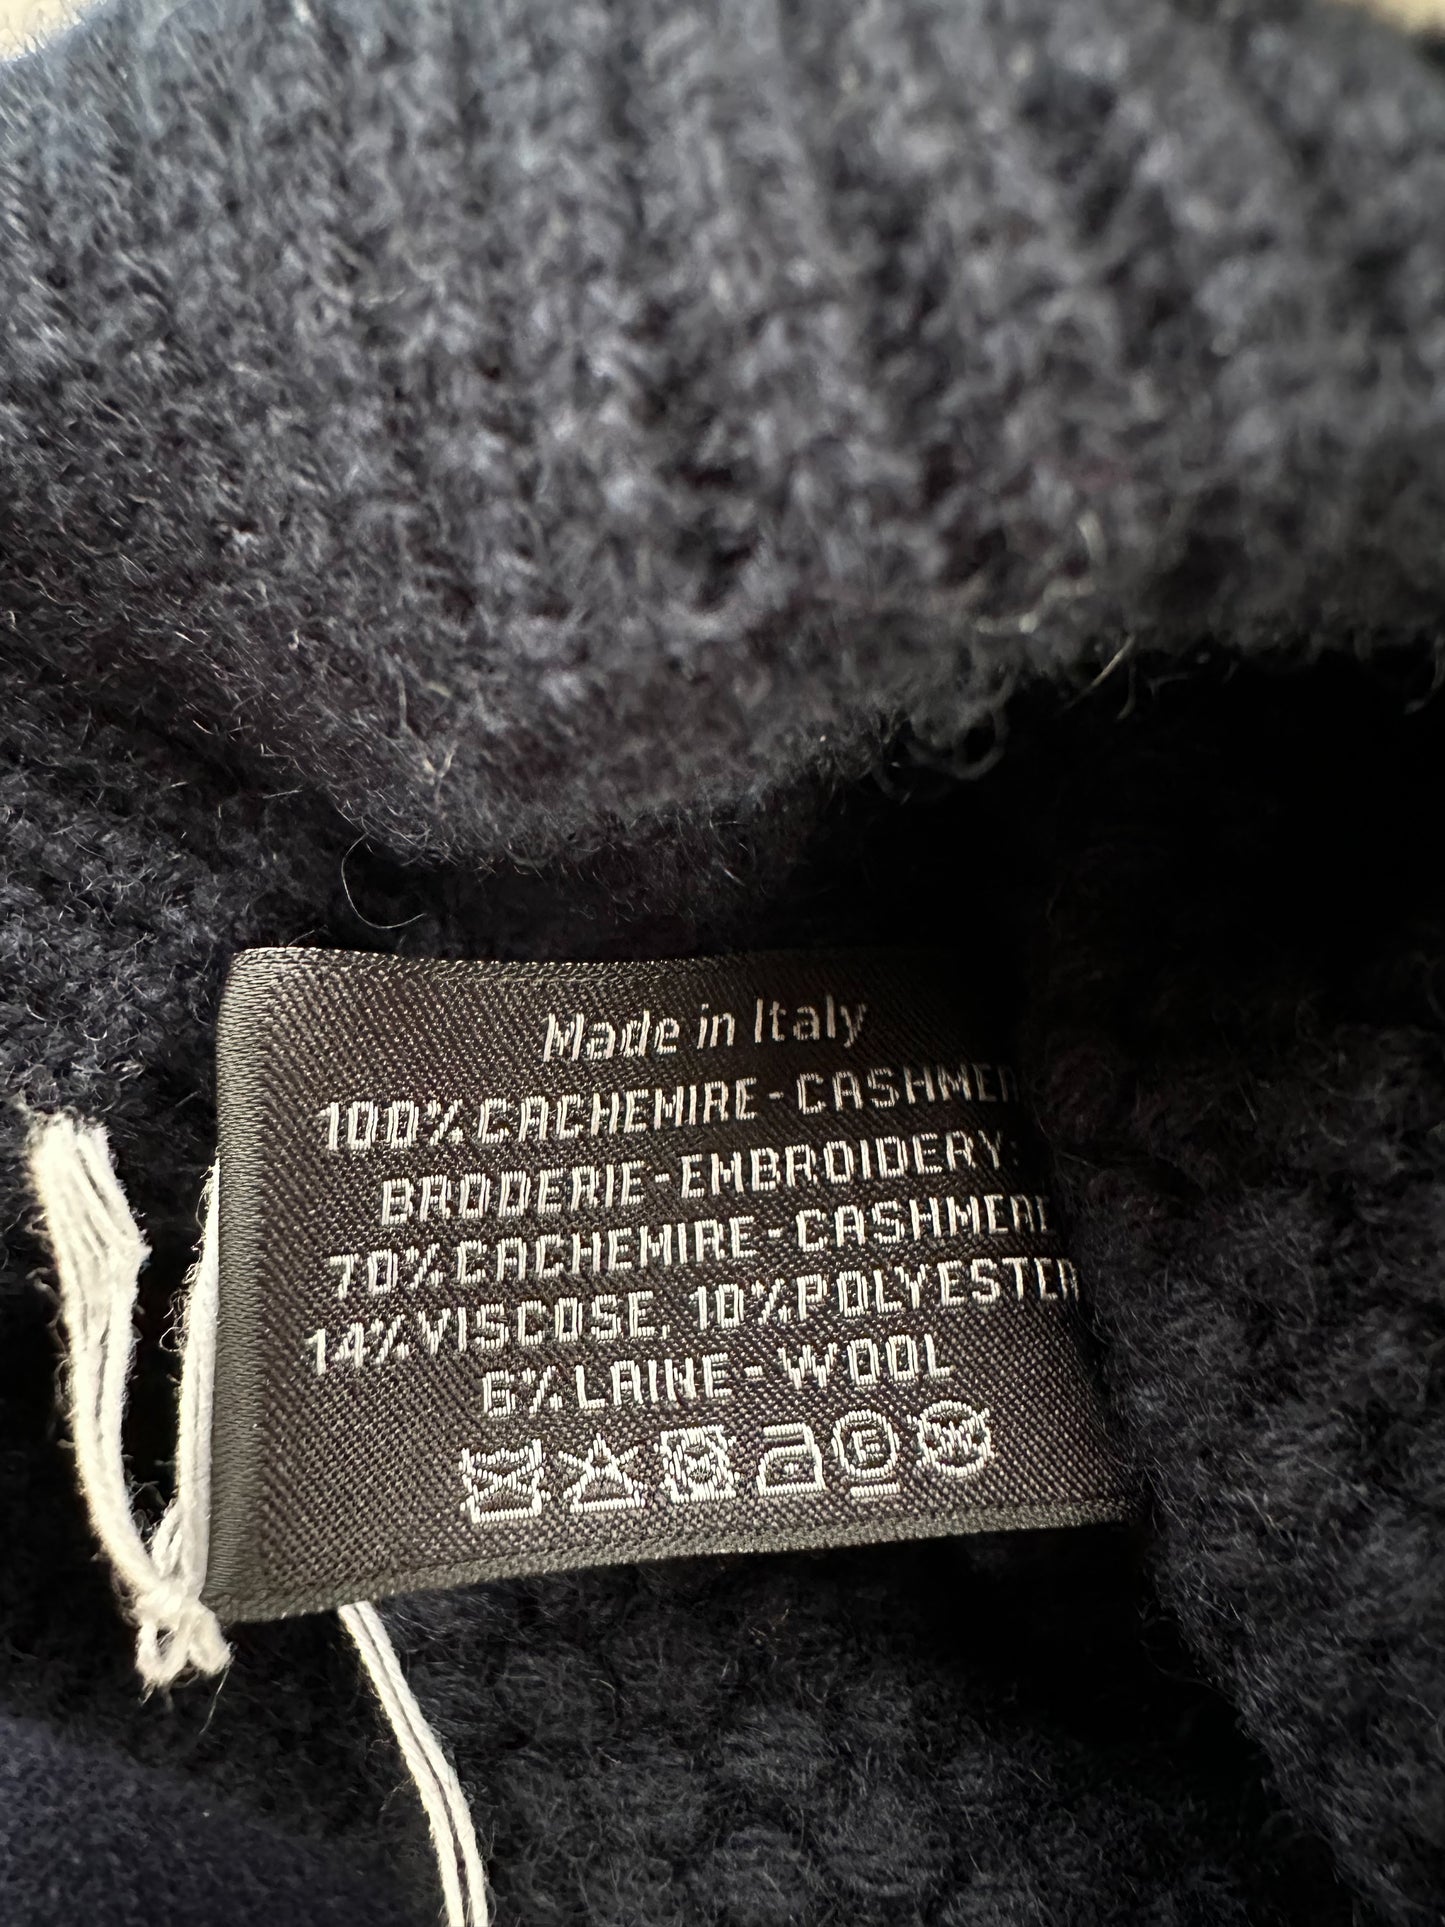 Made in Italy
100% CACHEMIRE - CASHMERE
BRODERIE - EMBROIDERY:
70% CACHEMIRE - CASHMERE
14% VISCOSE, 10% POLYESTER
6% LAINE - WOOL